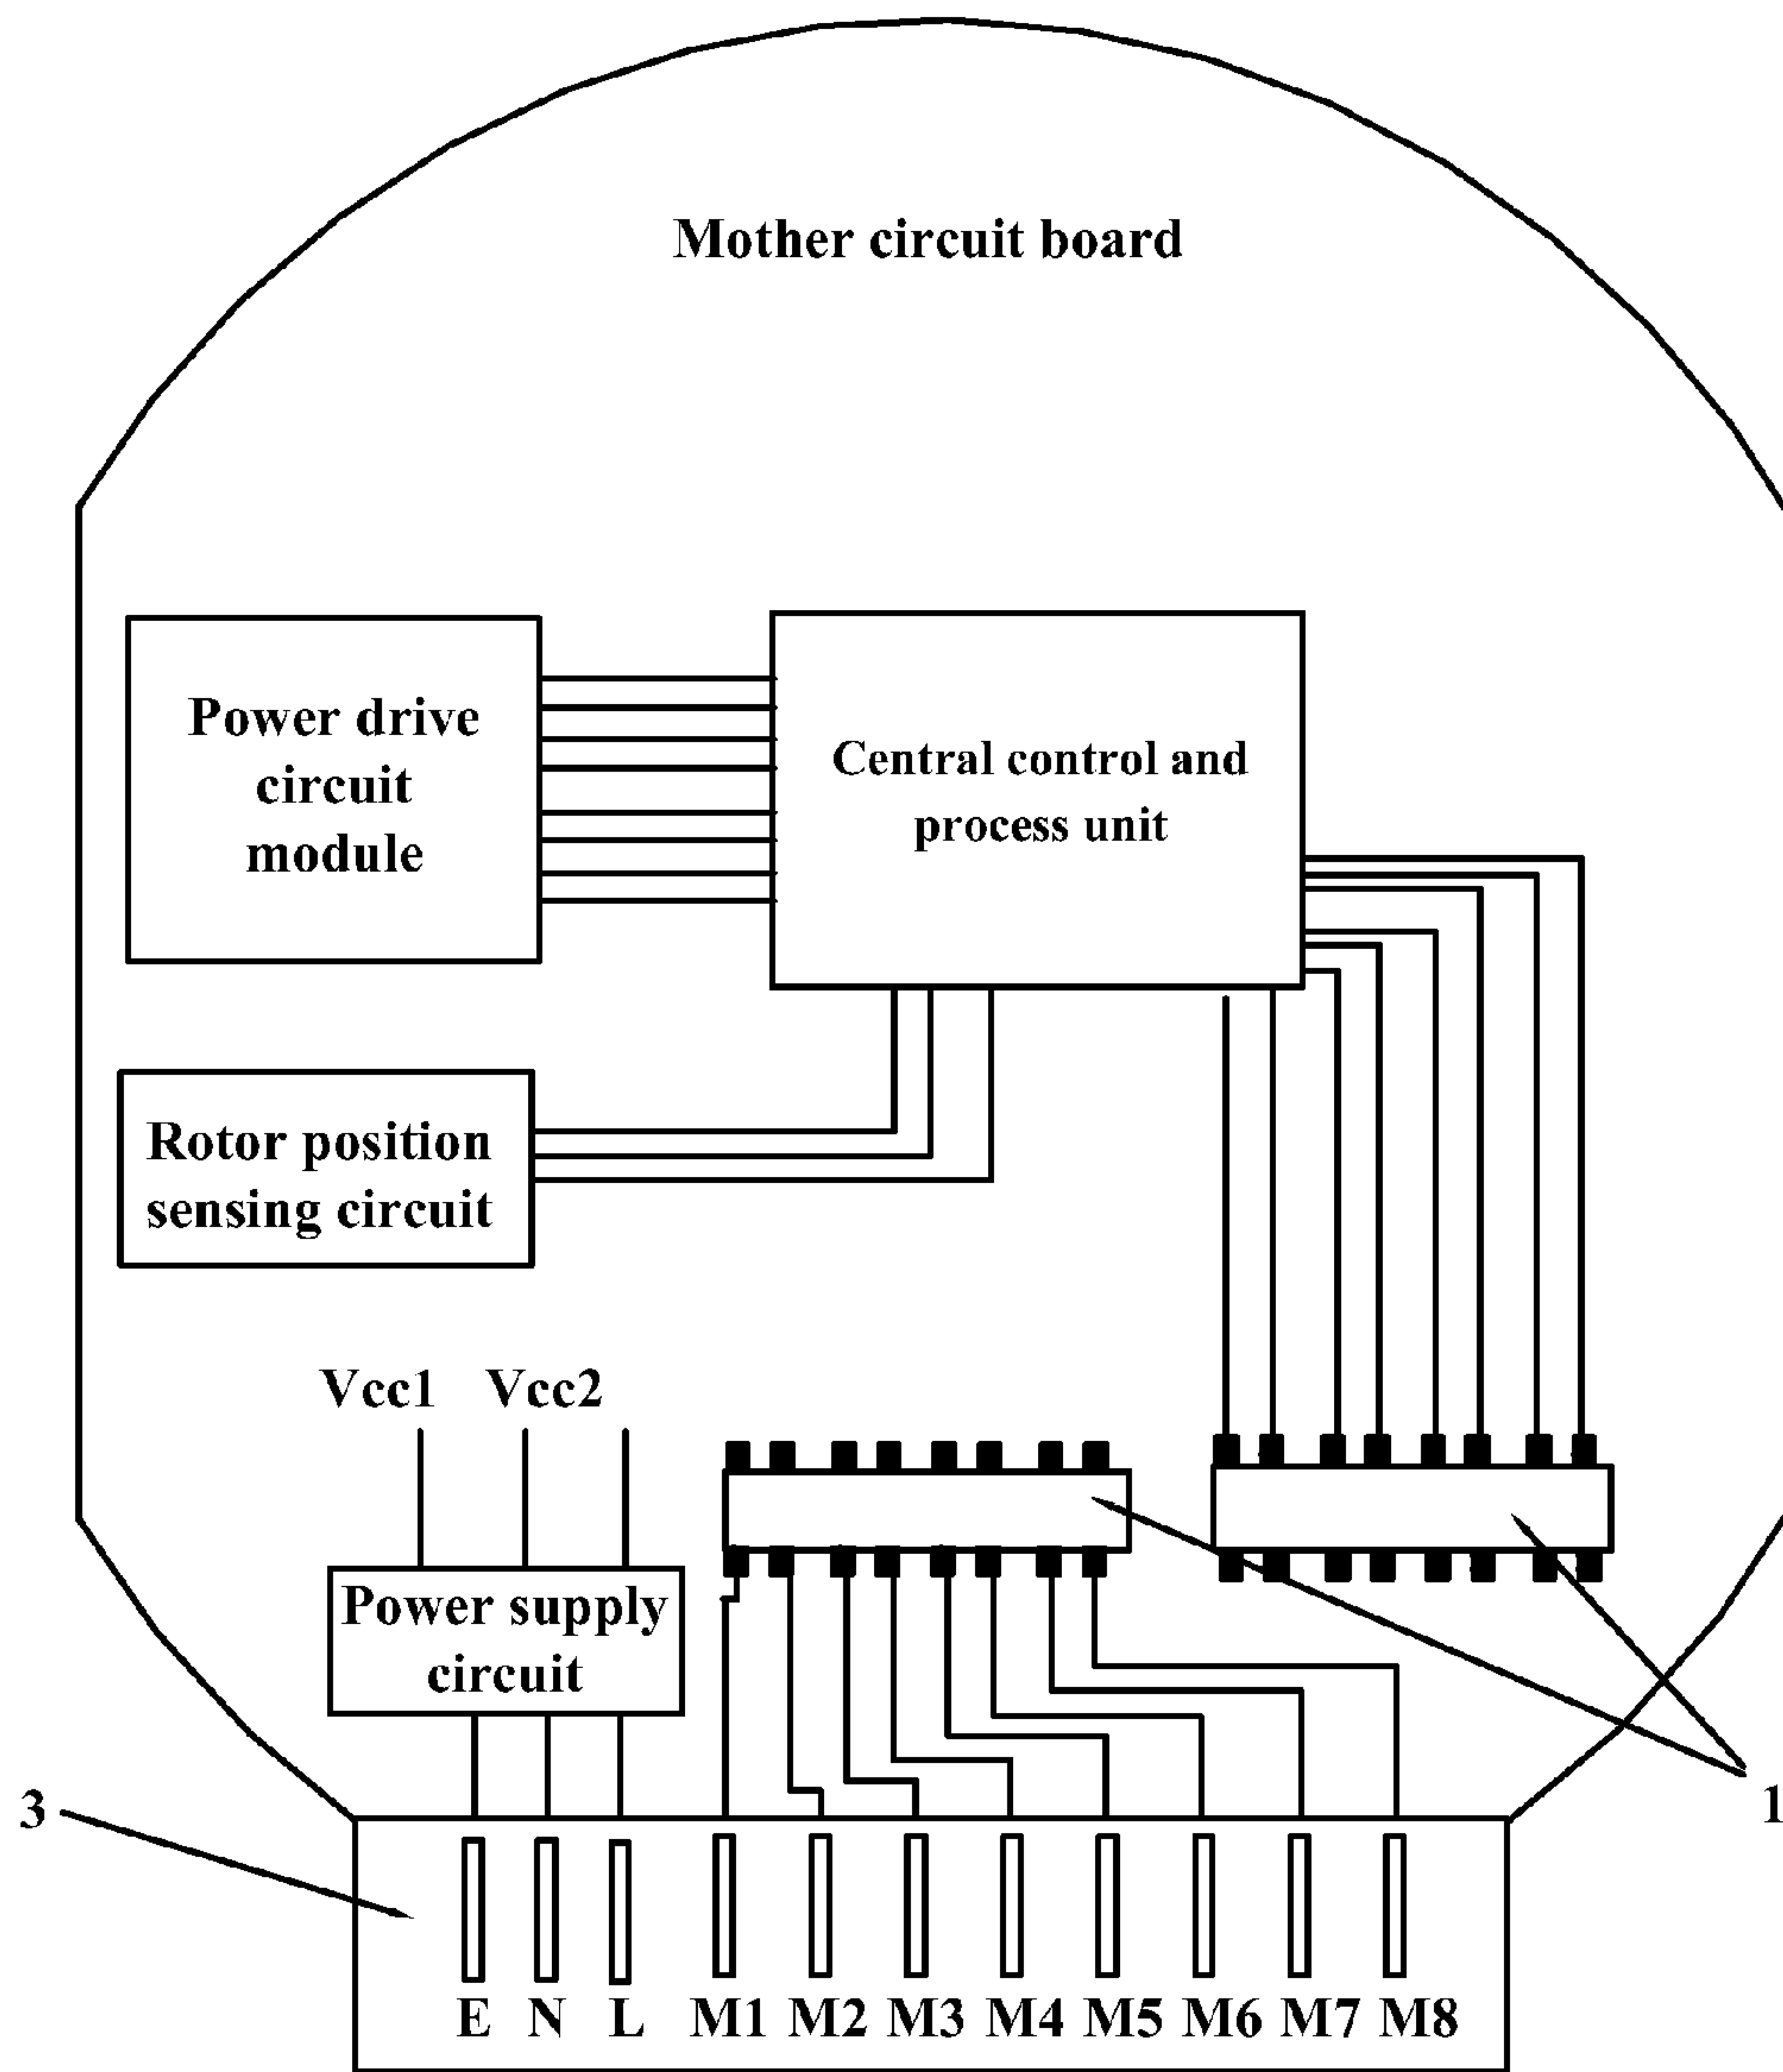 Mother circuit board
Power drive
circuit
module
Central control and
process unit
Rotor position
sensing circuit
Vcc1 Vcc2
Power supply
circuit
3
1
E N L M1 M2 M3 M4 M5 M6 M7 M8